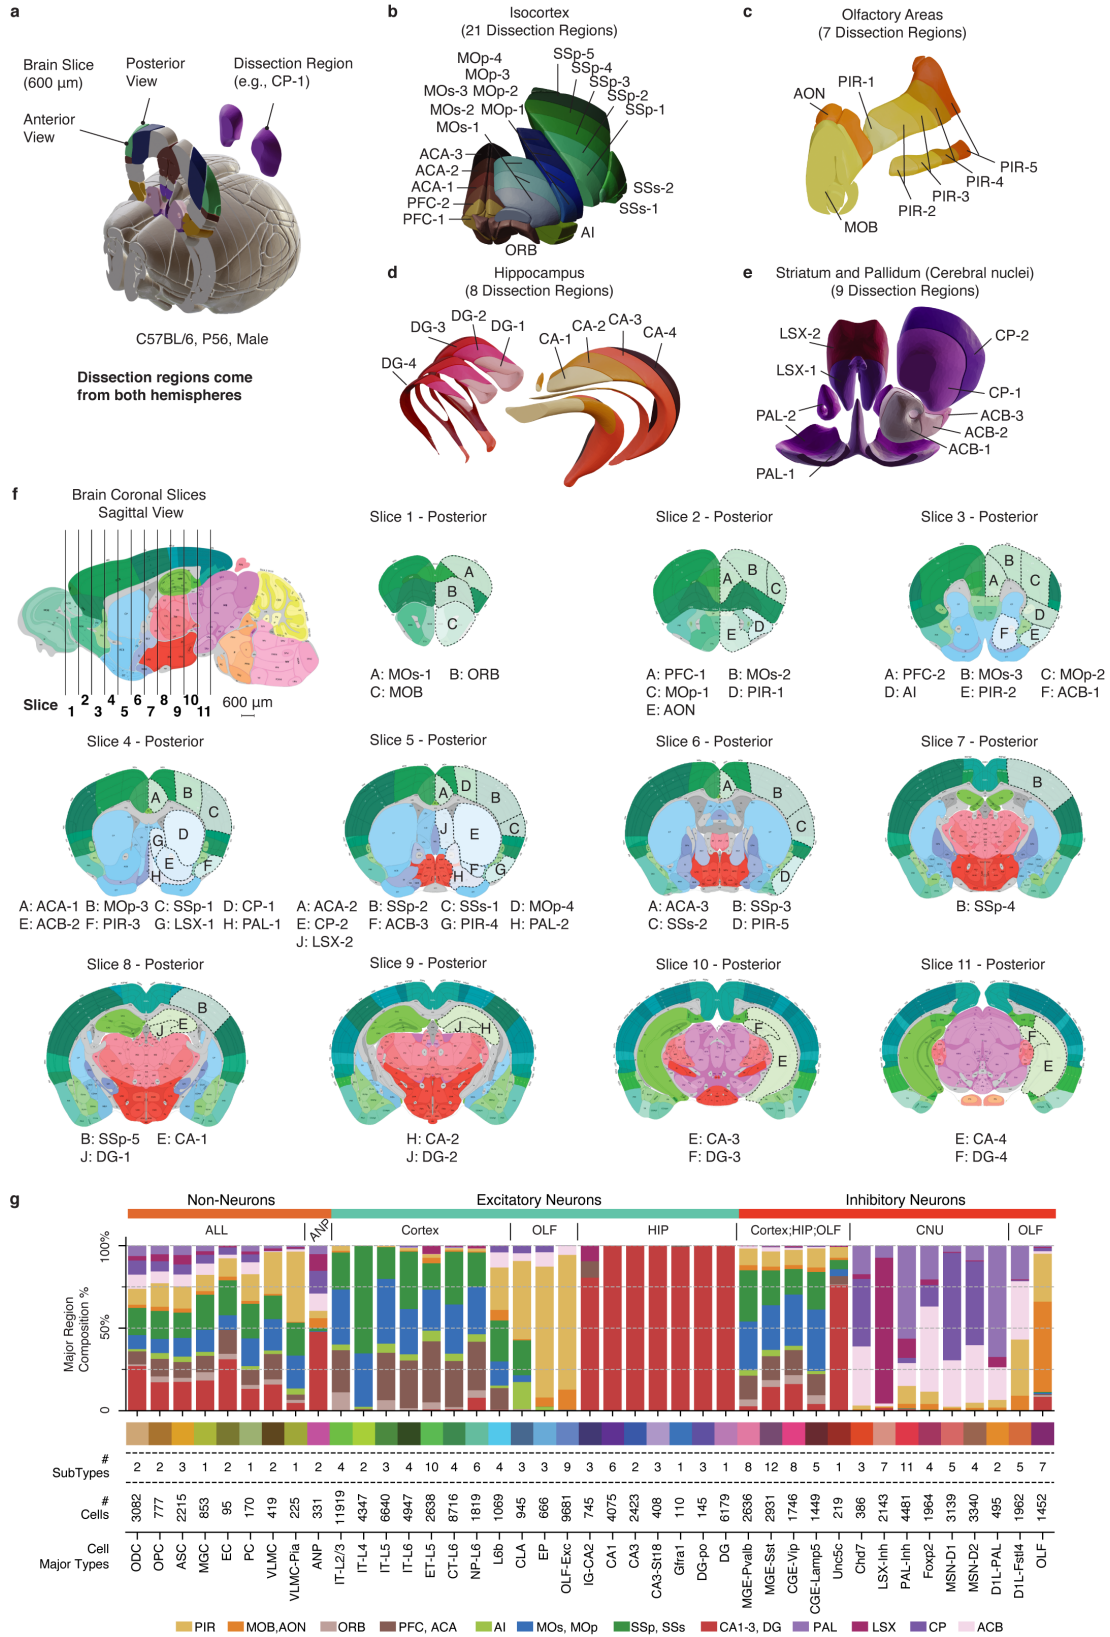 a
Brain Slice
(600 µm)
Posterior
View
Dissection Region
(e.g., CP-1)
Anterior
View
C57BL/6, P56, Male
Dissection regions come
from both hemispheres
b
Isocortex
(21 Dissection Regions)
MOp-4
MOp-3
MOs-3 MOp-2
MOs-2 MOp-1
MOs-1
SSp-5
SSp-4
SSp-3
SSp-2
SSp-1
ACA-3
ACA-2
ACA-1
PFC-2
PFC-1
SSs-2
SSs-1
AI
ORB
c
Olfactory Areas
(7 Dissection Regions)
PIR-1
AON
PIR-5
PIR-4
PIR-3
PIR-2
MOB
d
Hippocampus
(8 Dissection Regions)
DG-2
DG-3
DG-1
DG-4
CA-3
CA-2
CA-4
CA-1
e
Striatum and Pallidum (Cerebral nuclei)
(9 Dissection Regions)
LSX-2
CP-2
LSX-1
CP-1
PAL-2
ACB-3
ACB-2
ACB-1
PAL-1
f
Brain Coronal Slices
Sagittal View
Slice
1 2 3 4 5 6 7 8 9 10 11
600 µm
Slice 1 - Posterior
A
B
C
A: MOs-1 B: ORB
C: MOB
Slice 2 - Posterior
A B
C
D
E
A: PFC-1 B: MOs-2
C: MOp-1 D: PIR-1
E: AON
Slice 3 - Posterior
B
A C
D
F E
A: PFC-2 B: MOs-3 C: MOp-2
D: AI E: PIR-2 F: ACB-1
Slice 4 - Posterior
A B
C
G D
E F
H
A: ACA-1 B: MOp-3 C: SSp-1 D: CP-1
E: ACB-2 F: PIR-3 G: LSX-1 H: PAL-1
Slice 5 - Posterior
A D
B
J E C
F G
H
A: ACA-2 B: SSp-2 C: SSs-1 D: MOp-4
E: CP-2 F: ACB-3 G: PIR-4 H: PAL-2
J: LSX-2
Slice 6 - Posterior
A B
C
D
A: ACA-3 B: SSp-3
C: SSs-2 D: PIR-5
Slice 7 - Posterior
B
B: SSp-4
Slice 8 - Posterior
B
J E
B: SSp-5 E: CA-1
J: DG-1
Slice 9 - Posterior
J H
H: CA-2
J: DG-2
Slice 10 - Posterior
F
E
E: CA-3
F: DG-3
Slice 11 - Posterior
F
E
E: CA-4
F: DG-4
g
Non-Neurons Excitatory Neurons Inhibitory Neurons
ALL ANP Cortex OLF HIP Cortex;HIP;OLF CNU OLF
100%
50%
0
Major Region
Composition %
#
SubTypes
2 2 3 1 2 1 2 1 2 4 2 3 4 10 4 6 4 3 3 9 3 6 2 3 1 3 1 8 12 8 5 1 3 7 11 4 5 4 2 5 7
#
Cells
3082 777 2215 853 95 170 419 225 331 11919 4347 6640 4947 2638 8716 1819 1069 945 666 9681 745 4075 2423 408 110 145 6179 2636 2931 1746 1449 219 386 2143 4481 1964 3139 3340 495 1962 1452
Cell
Major Types
ODC OPC ASC MGC EC PC VLMC VLMC-Pia ANP IT-L2/3 IT-L4 IT-L5 IT-L6 ET-L5 CT-L6 NP-L6 L6b CLA EP OLF-Exc IG-CA2 CA1 CA3 CA3-St18 Gfra1 DG-po DG MGE-Pvalb MGE-Sst CGE-Vip CGE-Lamp5 Unc5c Chd7 LSX-Inh PAL-Inh Foxp2 MSN-D1 MSN-D2 D1L-PAL D1L-Fstl4 OLF
PIR MOB,AON ORB PFC, ACA AI MOs, MOp SSp, SSs CA1-3, DG PAL LSX CP ACB